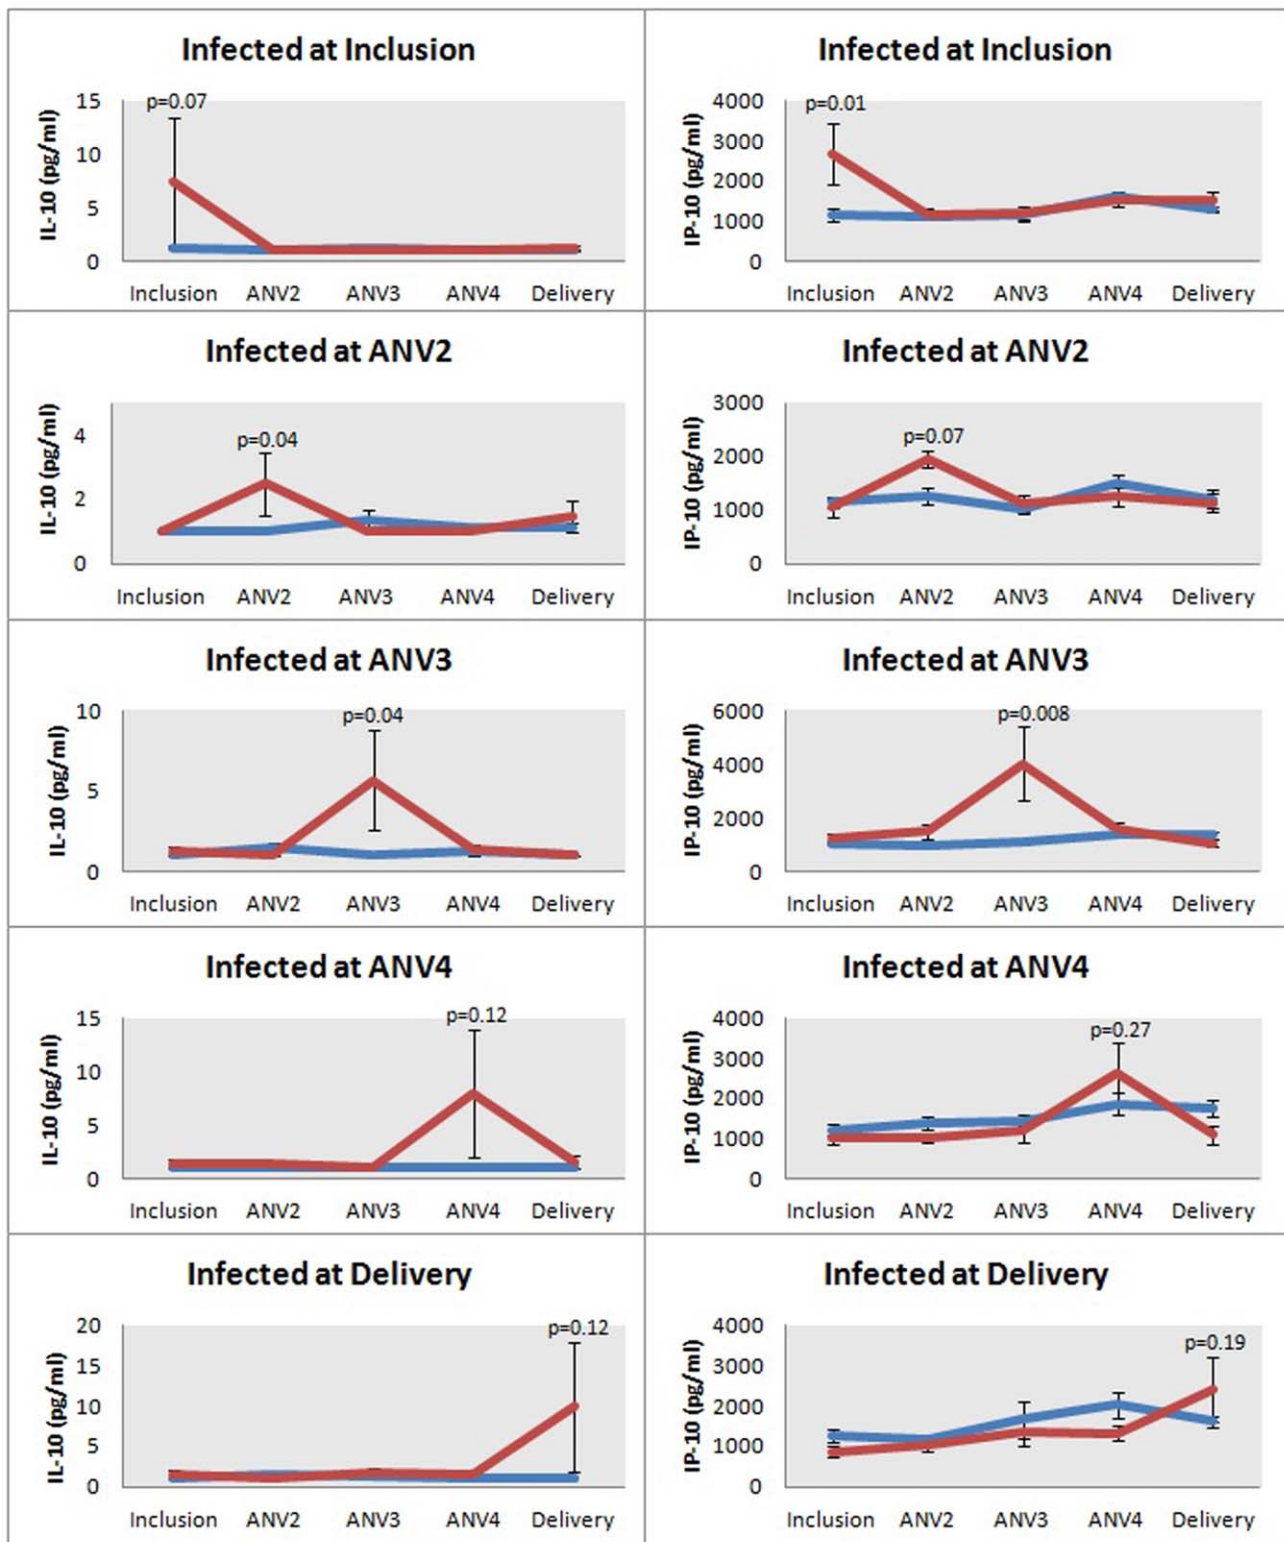 Infected at Inclusion
p=0.07
15
10
5
0
IL-10 (pg/ml)
Inclusion ANV2 ANV3 ANV4 Delivery
Infected at Inclusion
p=0.01
4000
3000
2000
1000
0
IP-10 (pg/ml)
Inclusion ANV2 ANV3 ANV4 Delivery
Infected at ANV2
p=0.04
4
2
0
IL-10 (pg/ml)
Inclusion ANV2 ANV3 ANV4 Delivery
Infected at ANV2
p=0.07
3000
2000
1000
0
IP-10 (pg/ml)
Inclusion ANV2 ANV3 ANV4 Delivery
Infected at ANV3
p=0.04
10
5
0
IL-10 (pg/ml)
Inclusion ANV2 ANV3 ANV4 Delivery
Infected at ANV3
p=0.008
6000
4000
2000
0
IP-10 (pg/ml)
Inclusion ANV2 ANV3 ANV4 Delivery
Infected at ANV4
p=0.12
15
10
5
0
IL-10 (pg/ml)
Inclusion ANV2 ANV3 ANV4 Delivery
Infected at ANV4
p=0.27
4000
3000
2000
1000
0
IP-10 (pg/ml)
Inclusion ANV2 ANV3 ANV4 Delivery
Infected at Delivery
p=0.12
20
15
10
5
0
IL-10 (pg/ml)
Inclusion ANV2 ANV3 ANV4 Delivery
Infected at Delivery
p=0.19
4000
3000
2000
1000
0
IP-10 (pg/ml)
Inclusion ANV2 ANV3 ANV4 Delivery